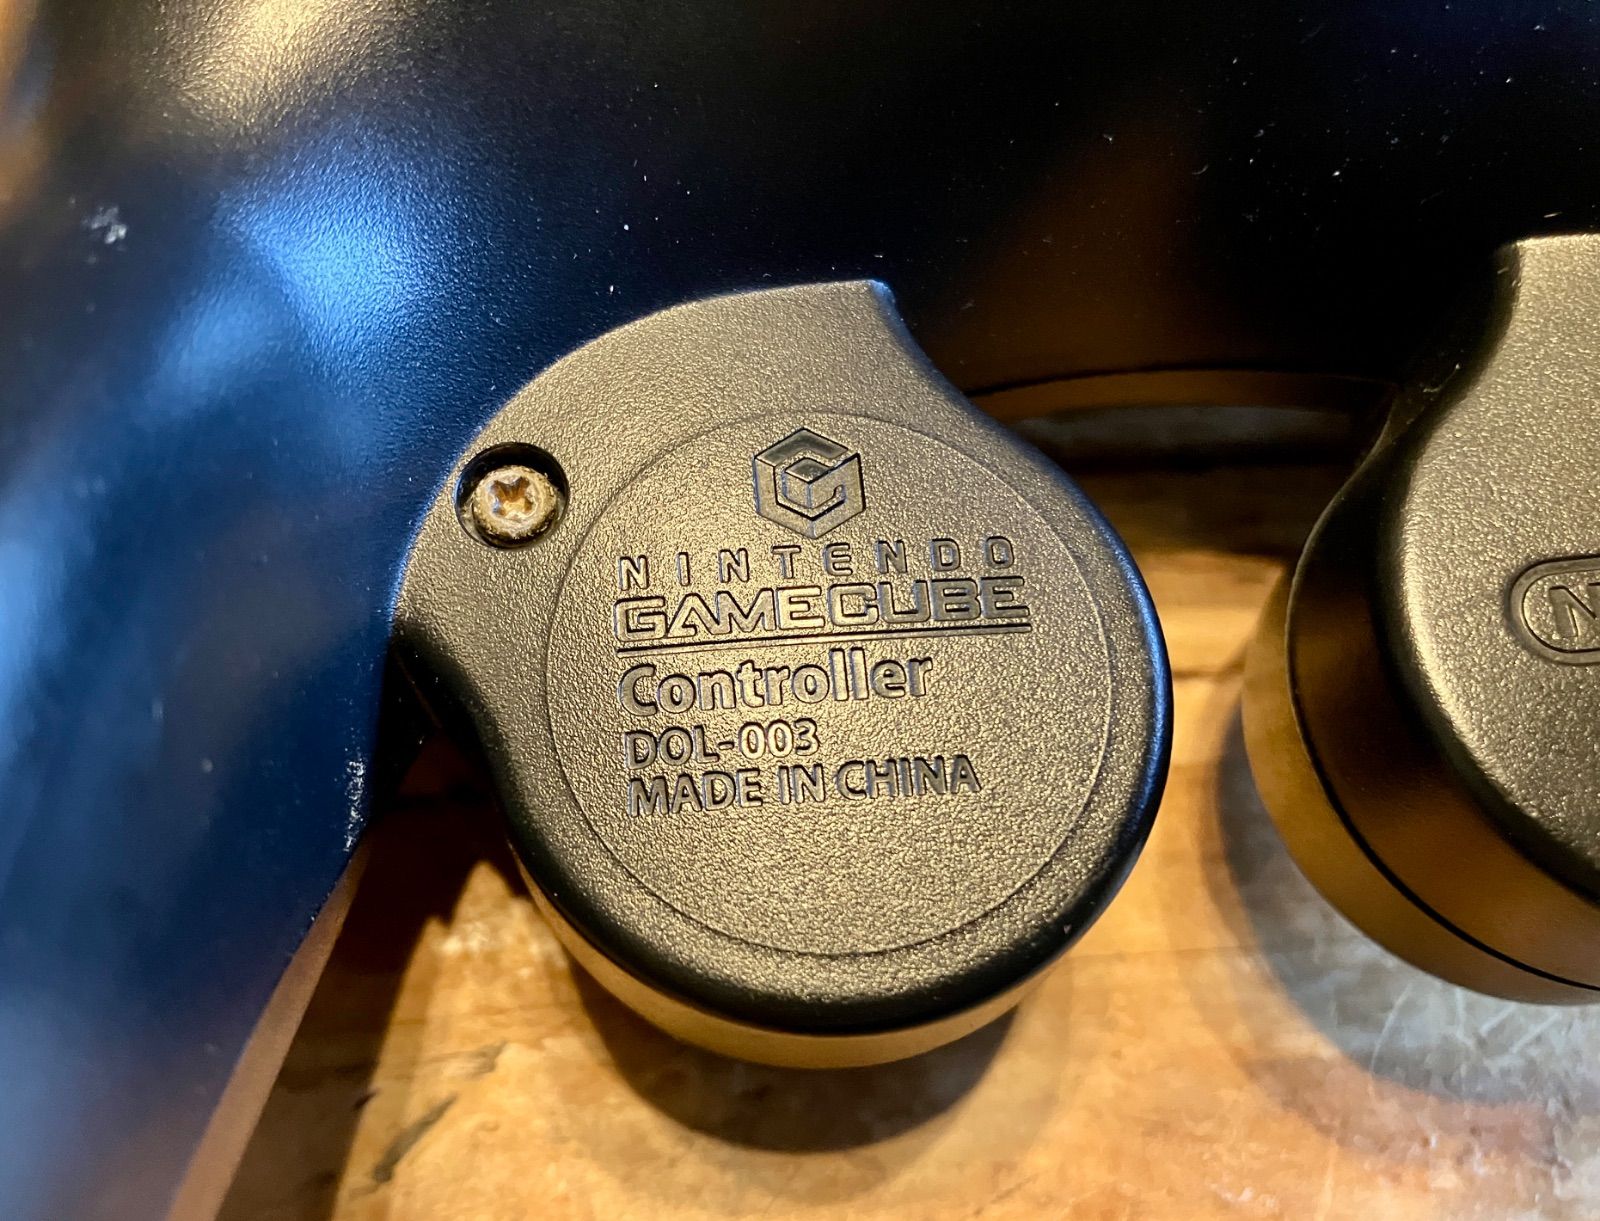 NINTENDO
GAMECUBE
Controller
DOL-003
MADE IN CHINA